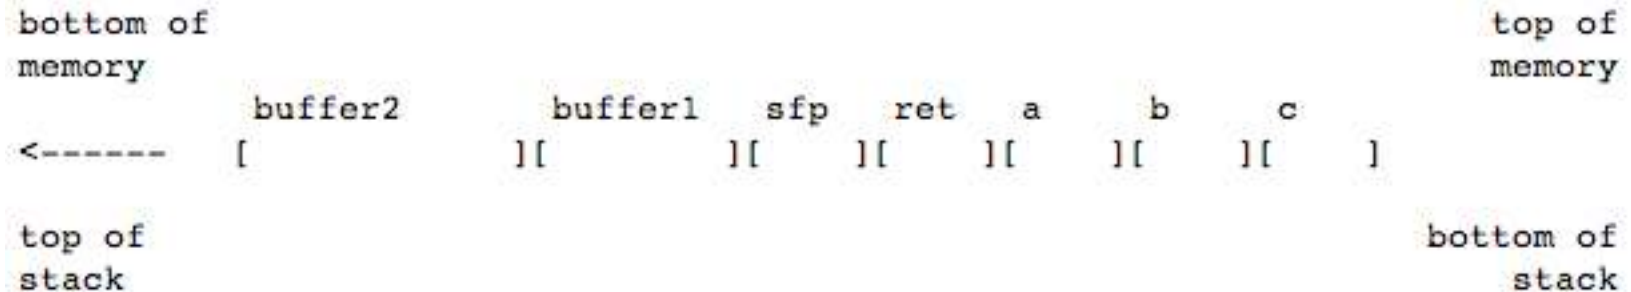 bottom of top of
memory memory
buffer2 buffer1 sfp ret a b c
<------ [ ][ ][ ][ ][ ][ ][ ]
top of bottom of
stack stack